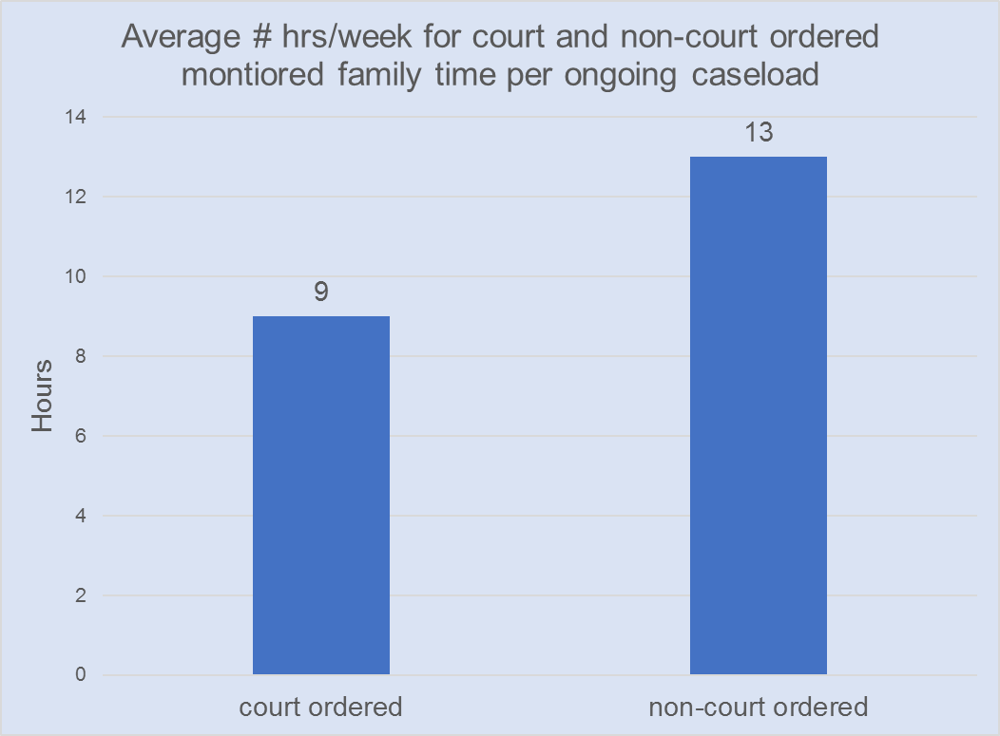 Average # hrs/week for court and non-court ordered
montiored family time per ongoing caseload
14
12
10
8
6
4
2
0
Hours
9
13
court ordered
non-court ordered